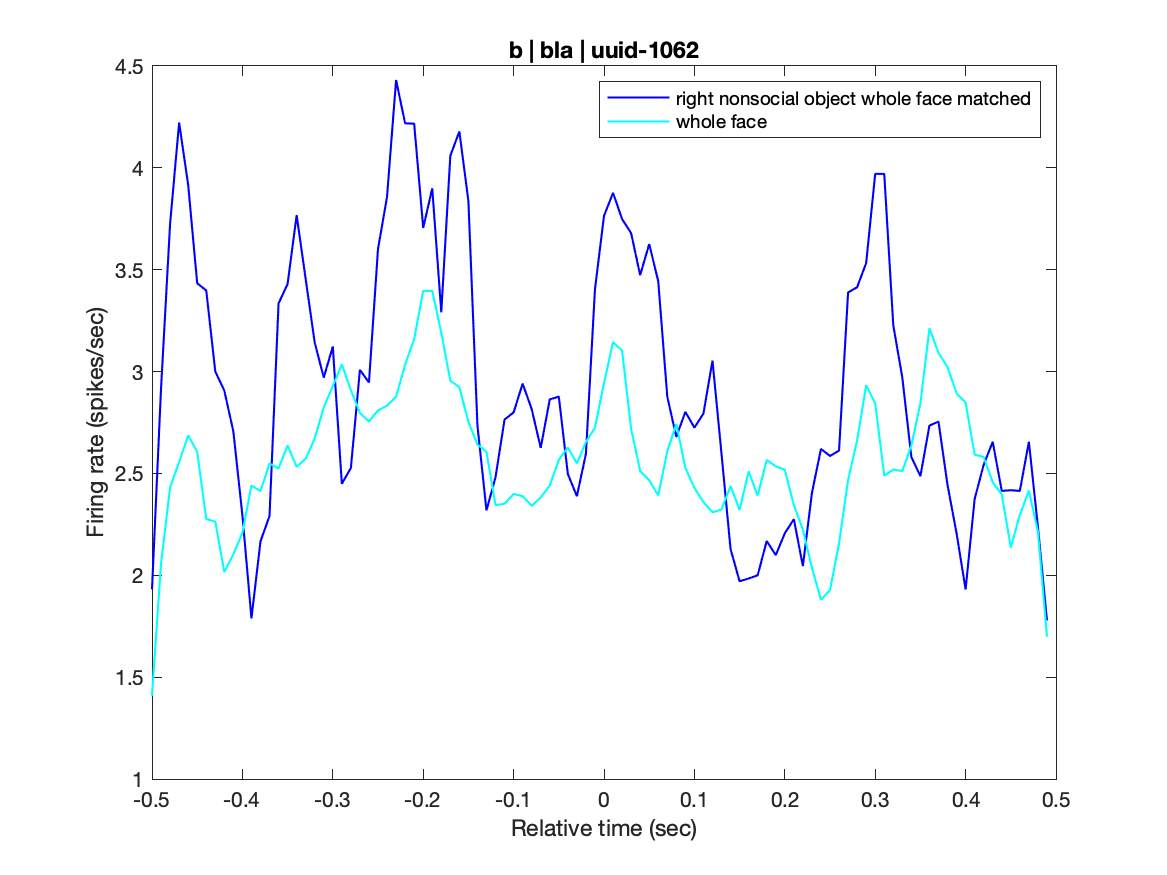 b | bla | uuid-1062
right nonsocial object whole face matched
whole face
4.5
4
3.5
3
2.5
2
1.5
1
Firing rate (spikes/sec)
-0.5 -0.4 -0.3 -0.2 -0.1 0 0.1 0.2 0.3 0.4 0.5
Relative time (sec)